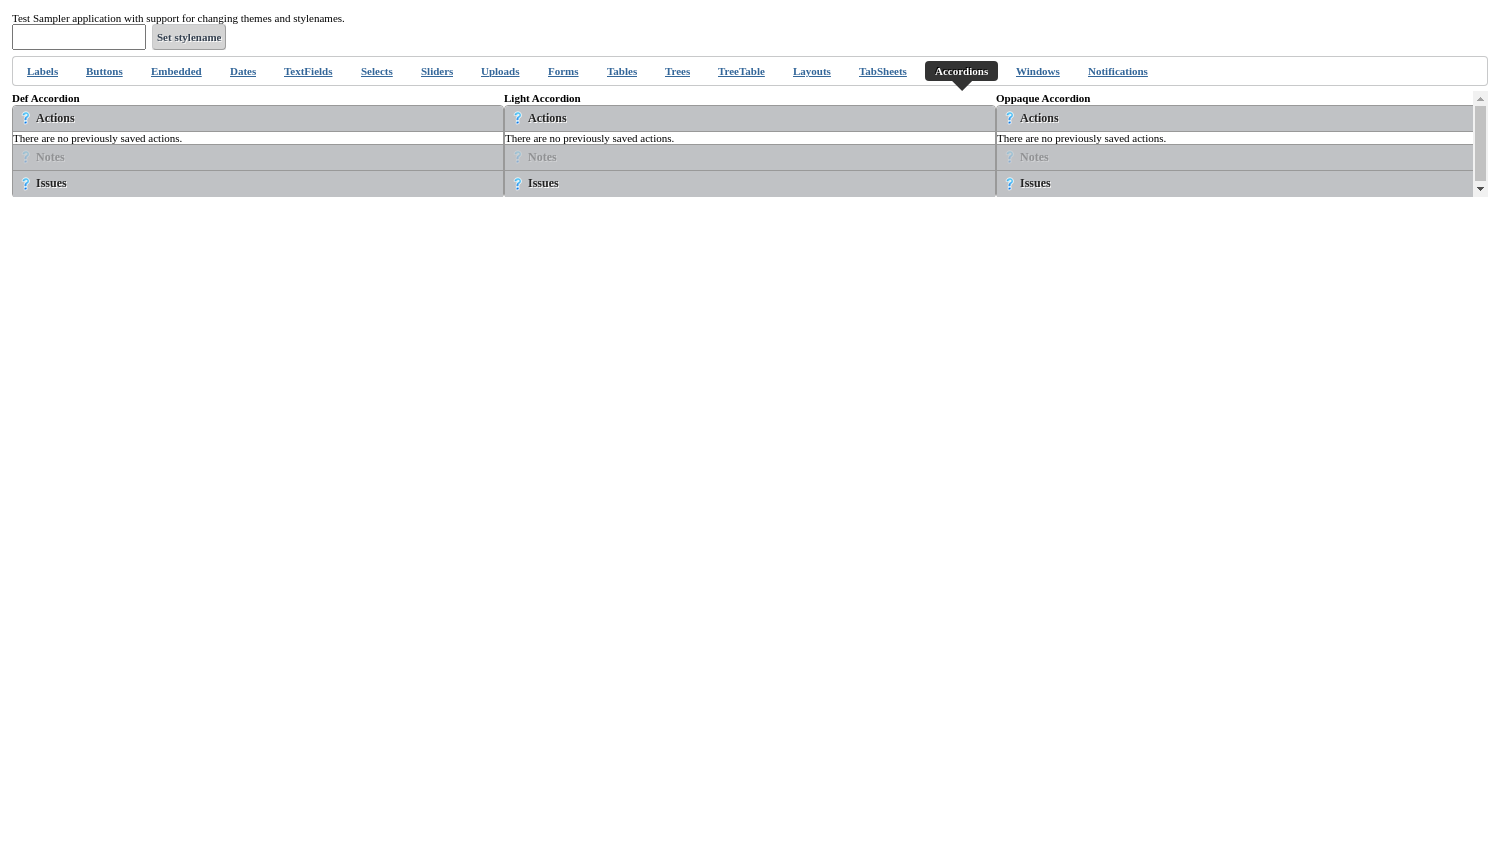 Test Sampler application with support for changing themes and stylenames.
Set stylename
Labels Buttons Embedded Dates TextFields Selects Sliders Uploads Forms Tables Trees TreeTable Layouts TabSheets Accordions Windows Notifications
Def Accordion Light Accordion Oppaque Accordion
Actions Actions Actions
There are no previously saved actions. There are no previously saved actions. There are no previously saved actions.
Notes Notes Notes
Issues Issues Issues